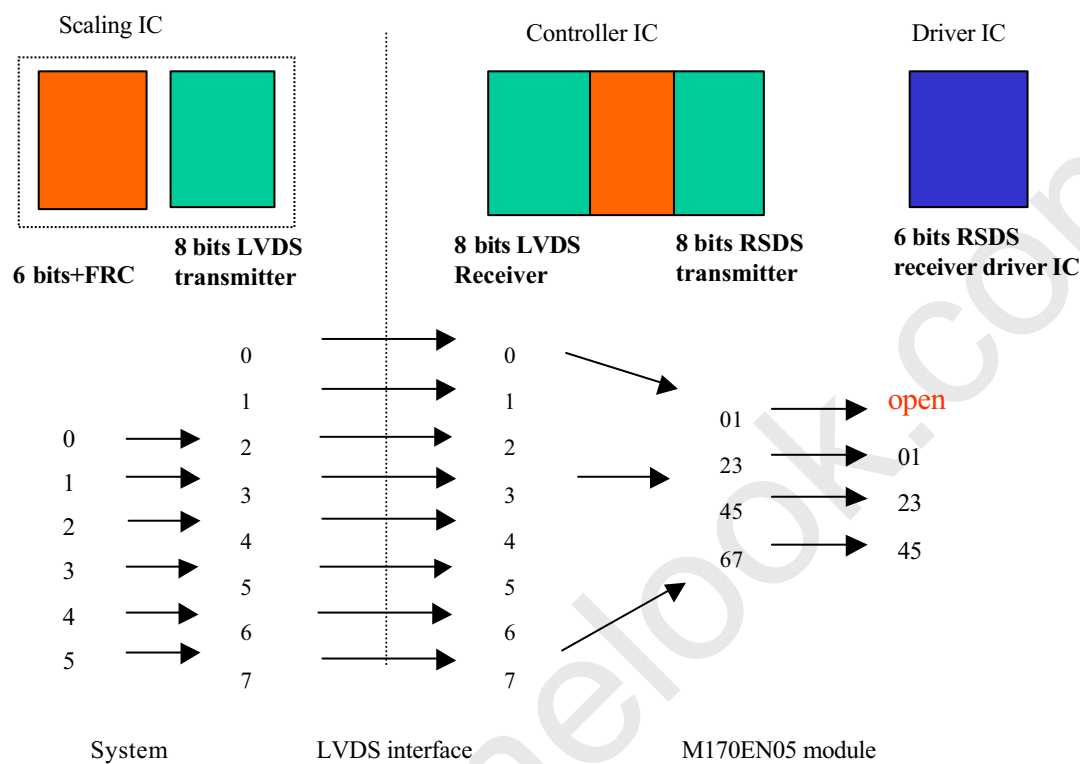 Scaling IC
Controller IC
Driver IC
6 bits+FRC
8 bits LVDS
transmitter
8 bits LVDS
Receiver
8 bits RSDS
transmitter
6 bits RSDS
receiver driver IC
0
1
2
3
4
5
0
1
2
3
4
5
6
7
0
1
2
3
4
5
6
7
01
23
45
67
open
01
23
45
System
LVDS interface
M170EN05 module